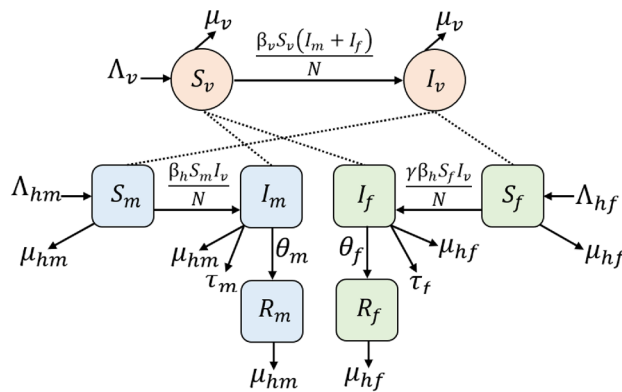 μ_v μ_v
β_v S_v (I_m + I_f) / N
Λ_v S_v I_v
β_h S_m I_v / N γβ_h S_f I_v / N
Λ_hm S_m I_m I_f S_f Λ_hf
μ_hm μ_hm τ_m θ_m θ_f μ_hf τ_f μ_hf
R_m R_f
μ_hm μ_hf